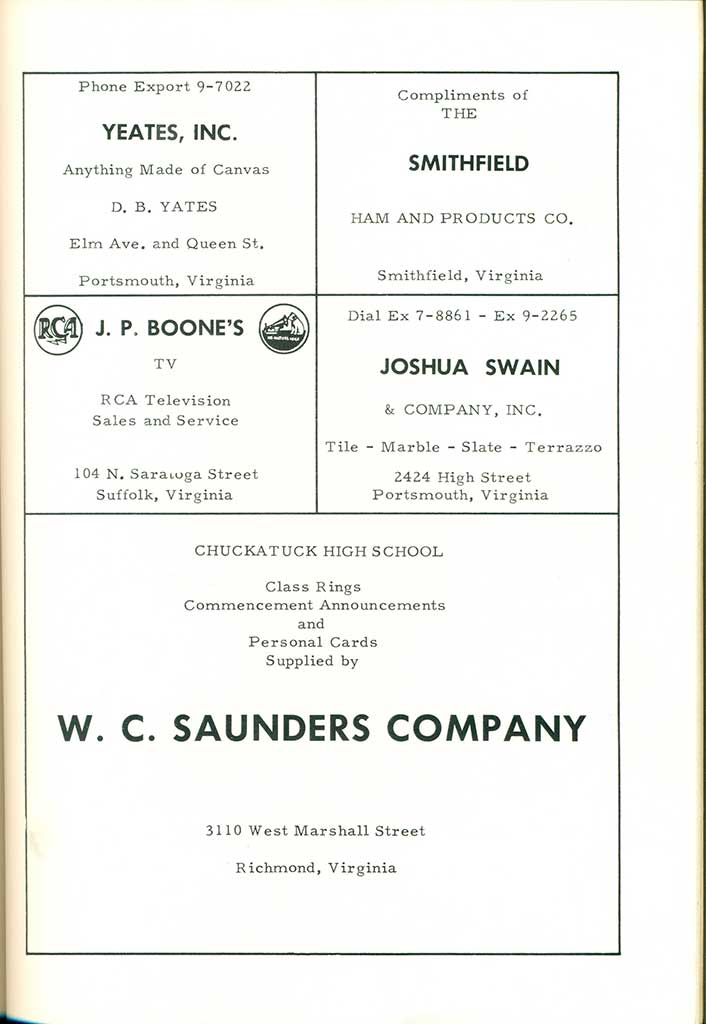 Phone Export 9-7022
YEATES, INC.
Anything Made of Canvas
D. B. YATES
Elm Ave. and Queen St.
Portsmouth, Virginia
Compliments of
THE
SMITHFIELD
HAM AND PRODUCTS CO.
Smithfield, Virginia
RCA
J. P. BOONE'S
TV
RCA Television
Sales and Service
104 N. Saratoga Street
Suffolk, Virginia
Dial Ex 7-8861 - Ex 9-2265
JOSHUA SWAIN
& COMPANY, INC.
Tile - Marble - Slate - Terrazzo
2424 High Street
Portsmouth, Virginia
CHUCKATUCK HIGH SCHOOL
Class Rings
Commencement Announcements
and
Personal Cards
Supplied by
W. C. SAUNDERS COMPANY
3110 West Marshall Street
Richmond, Virginia